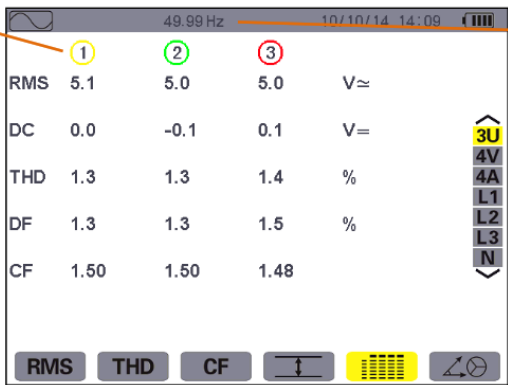 49.99 Hz 10/10/14 14:09
1 2 3
RMS 5.1 5.0 5.0 V≃
DC 0.0 -0.1 0.1 V=
THD 1.3 1.3 1.4 %
DF 1.3 1.3 1.5 %
CF 1.50 1.50 1.48
3U
4V
4A
L1
L2
L3
N
RMS THD CF